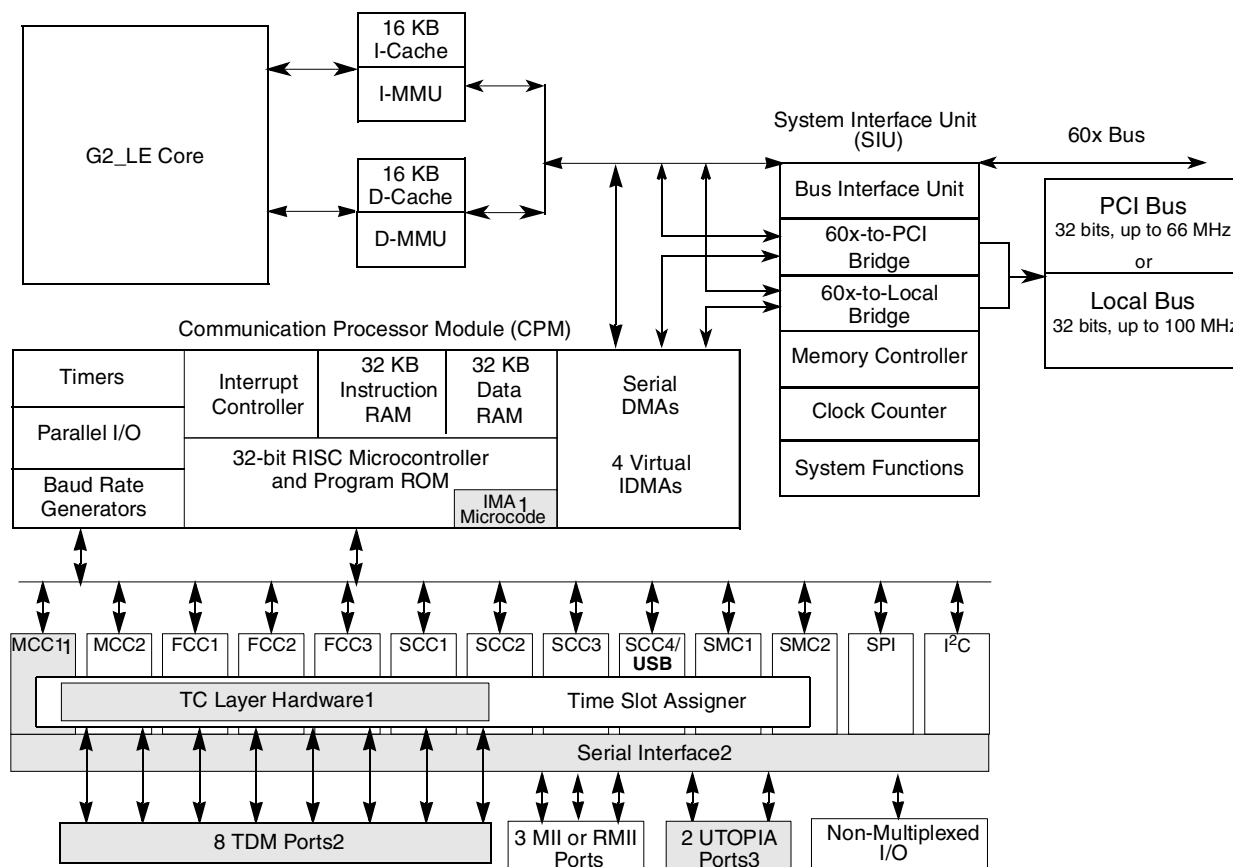 16 KB
I-Cache
I-MMU
G2_LE Core
16 KB
D-Cache
D-MMU
System Interface Unit
(SIU)
60x Bus
Bus Interface Unit
60x-to-PCI
Bridge
60x-to-Local
Bridge
Memory Controller
Clock Counter
System Functions
PCI Bus
32 bits, up to 66 MHz
or
Local Bus
32 bits, up to 100 MHz
Communication Processor Module (CPM)
Timers
Parallel I/O
Baud Rate
Generators
Interrupt
Controller
32 KB
Instruction
RAM
32 KB
Data
RAM
32-bit RISC Microcontroller
and Program ROM
IMA1
Microcode
Serial
DMAs
4 Virtual
IDMAs
MCC11
MCC2
FCC1
FCC2
FCC3
SCC1
SCC2
SCC3
SCC4/
USB
SMC1
SMC2
SPI
I²C
TC Layer Hardware1
Time Slot Assigner
Serial Interface2
8 TDM Ports2
3 MII or RMII
Ports
2 UTOPIA
Ports3
Non-Multiplexed
I/O